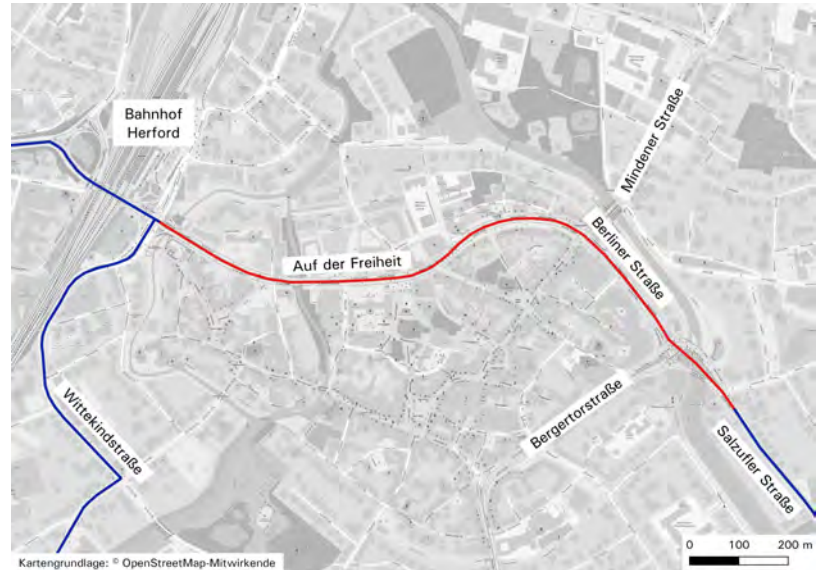 Bahnhof
Herford
Mindener Straße
Berliner Straße
Auf der Freiheit
Bergertorstraße
Wittekindstraße
Salzufler Straße
0 100 200 m
Kartengrundlage: © OpenStreetMap-Mitwirkende